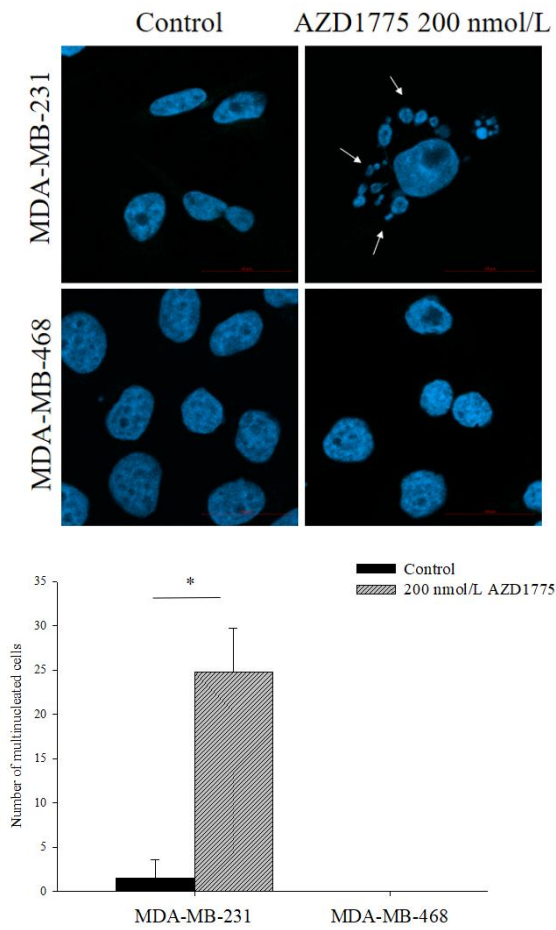 Control
AZD1775 200 nmol/L
MDA-MB-231
MDA-MB-468
Control
200 nmol/L AZD1775
Number of multinucleated cells
35
*
30
25
20
15
10
5
0
MDA-MB-231
MDA-MB-468